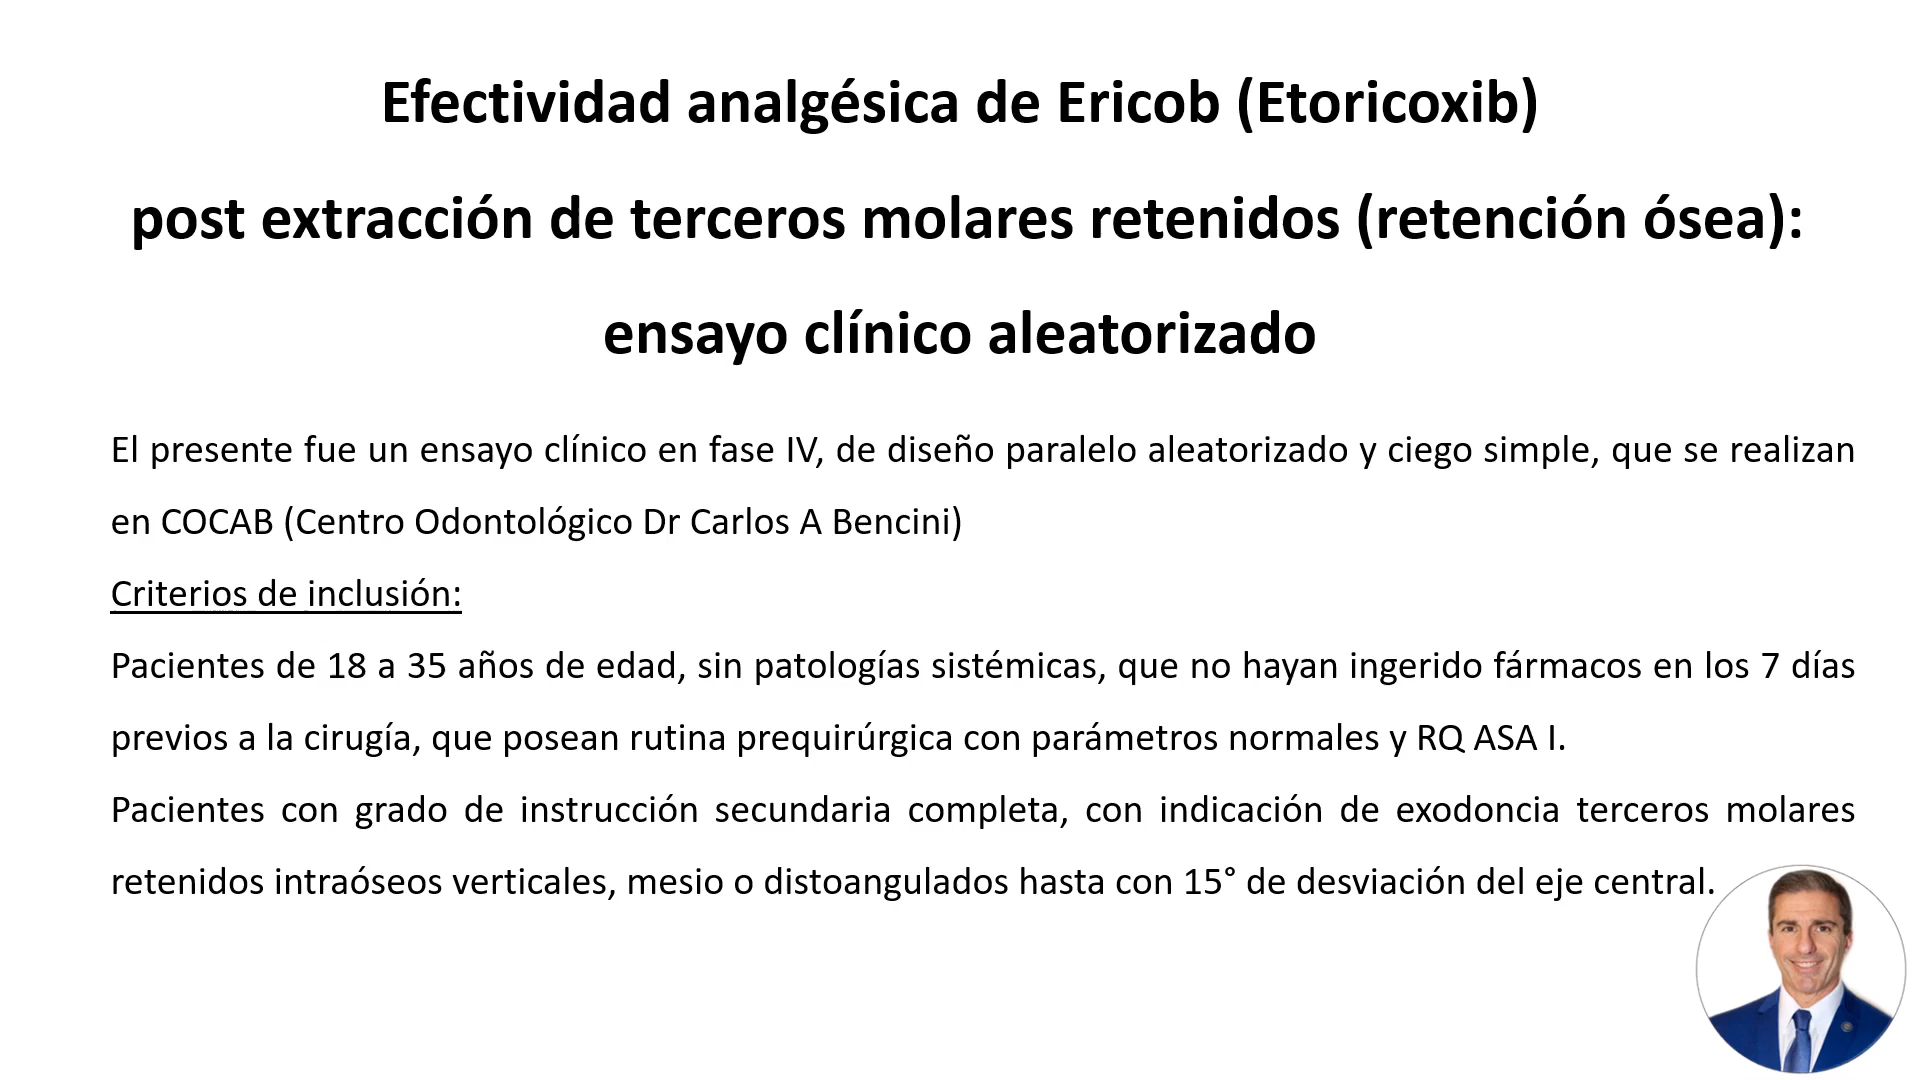 Efectividad analgésica de Ericob (Etoricoxib)
post extracción de terceros molares retenidos (retención ósea):
ensayo clínico aleatorizado
El presente fue un ensayo clínico en fase IV, de diseño paralelo aleatorizado y ciego simple, que se realizan
en COCAB (Centro Odontológico Dr Carlos A Bencini)
Criterios de inclusión:
Pacientes de 18 a 35 años de edad, sin patologías sistémicas, que no hayan ingerido fármacos en los 7 días
previos a la cirugía, que posean rutina prequirúrgica con parámetros normales y RQ ASA I.
Pacientes con grado de instrucción secundaria completa, con indicación de exodoncia terceros molares
retenidos intraóseos verticales, mesio o distoangulados hasta con 15° de desviación del eje central.